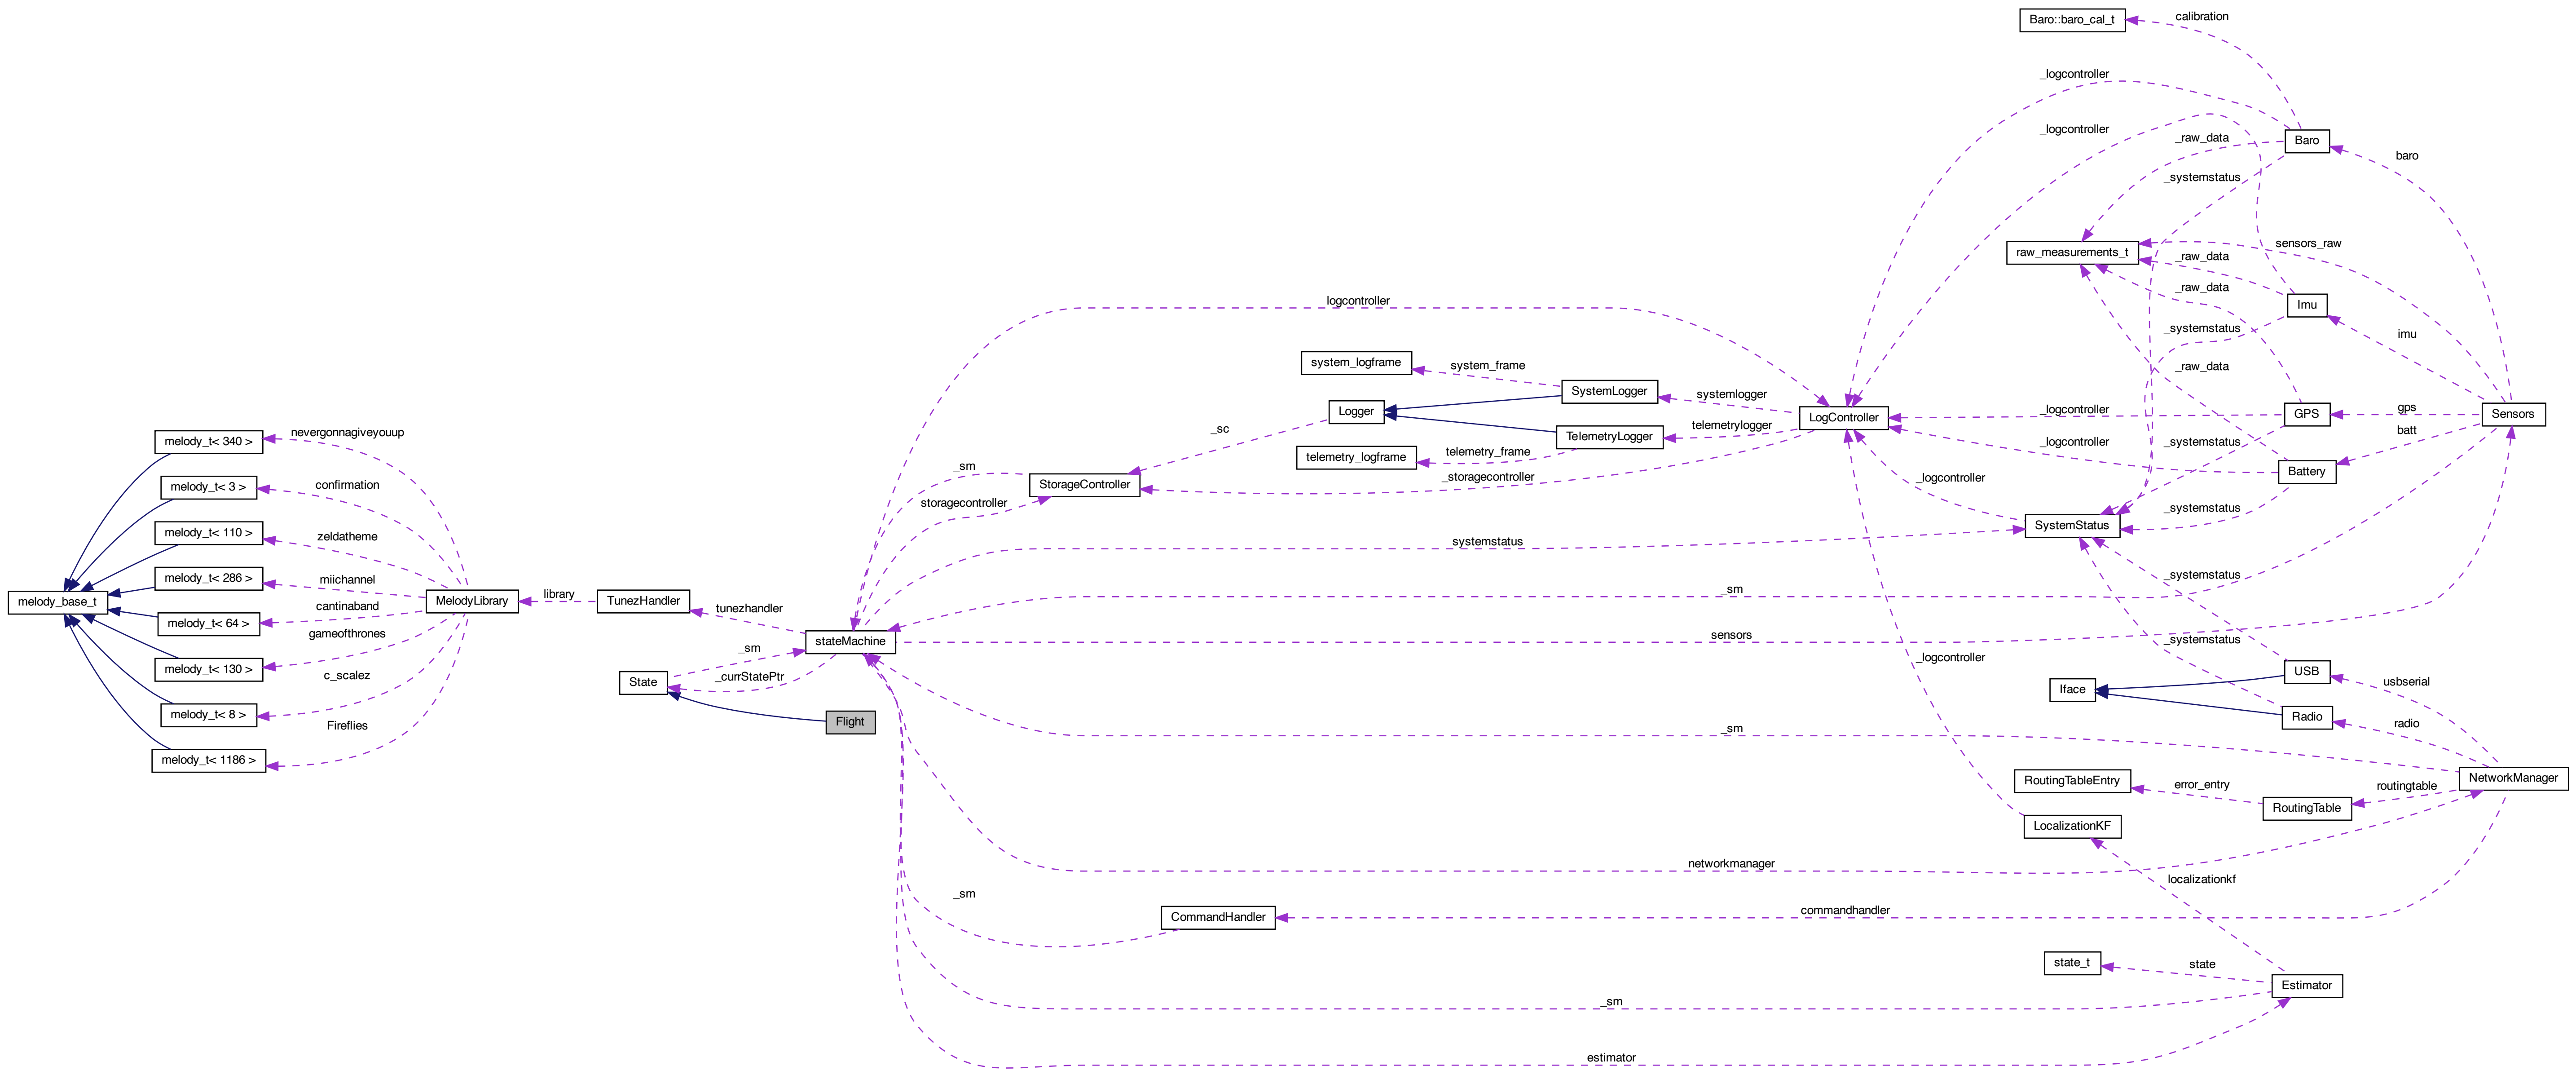 Baro::baro_cal_t
calibration
_logcontroller
_logcontroller
Baro
_raw_data
baro
_systemstatus
raw_measurements_t
sensors_raw
_raw_data
_raw_data
Imu
logcontroller
_systemstatus
imu
system_logframe
system_frame
_raw_data
SystemLogger
systemlogger
Logger
LogController
_logcontroller
GPS
gps
Sensors
nevergonnagiveyouup
melody_t< 340 >
_sc
telemetrylogger
TelemetryLogger
batt
_logcontroller
_systemstatus
telemetry_logframe
telemetry_frame
_sm
Battery
_storagecontroller
_logcontroller
StorageController
confirmation
melody_t< 3 >
storagecontroller
_systemstatus
SystemStatus
melody_t< 110 >
zeldatheme
systemstatus
melody_t< 286 >
miichannel
_systemstatus
melody_base_t
MelodyLibrary
library
TunezHandler
_sm
cantinaband
tunezhandler
melody_t< 64 >
gameofthrones
stateMachine
sensors
_systemstatus
_sm
_logcontroller
melody_t< 130 >
c_scalez
State
_currStatePtr
USB
usbserial
Iface
melody_t< 8 >
Fireflies
Flight
Radio
radio
_sm
melody_t< 1186 >
NetworkManager
RoutingTableEntry
error_entry
routingtable
RoutingTable
LocalizationKF
networkmanager
localizationkf
_sm
CommandHandler
commandhandler
state_t
state
Estimator
_sm
estimator